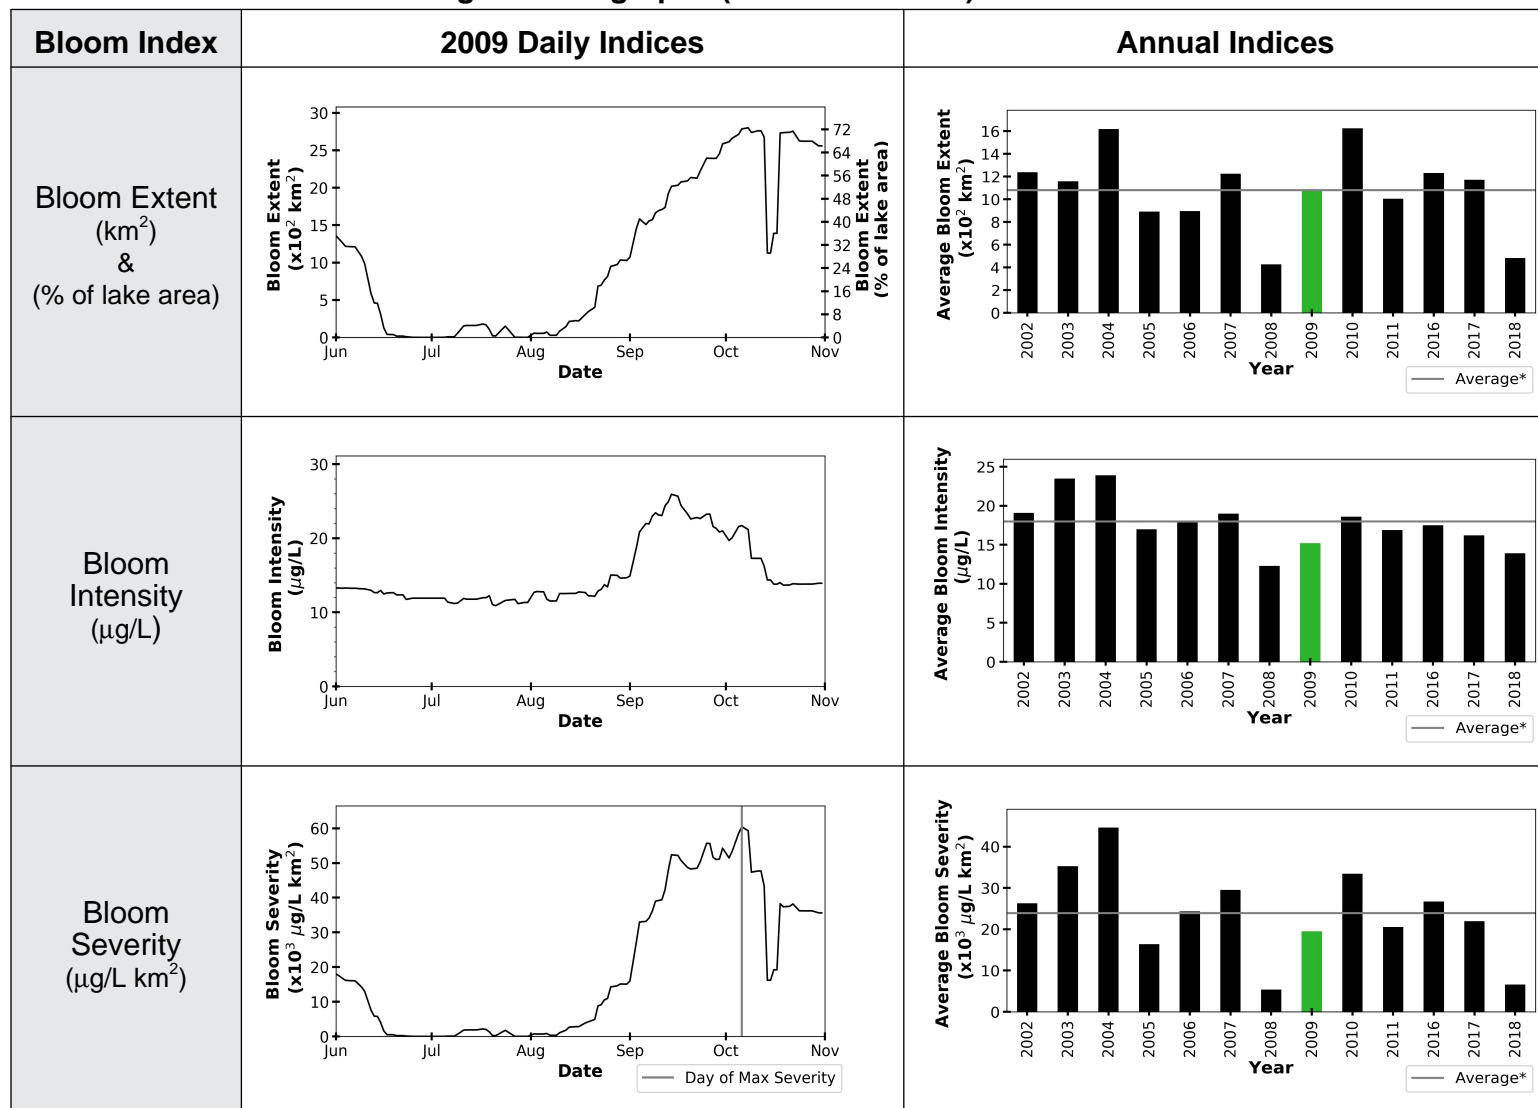 Bloom Index
2009 Daily Indices
Annual Indices
Bloom Extent
(km²)
&
(% of lake area)
Bloom Extent
(x10² km²)
30
25
20
15
10
5
0
72
64
56
48
40
32
24
16
8
0
Bloom Extent
(% of lake area)
Jun
Jul
Aug
Sep
Oct
Nov
Date
Average Bloom Extent
(x10² km²)
16
14
12
10
8
6
4
2
0
2002
2003
2004
2005
2006
2007
2008
2009
2010
2011
2016
2017
2018
Year
Average*
Bloom
Intensity
(µg/L)
Bloom Intensity
(µg/L)
30
20
10
0
Jun
Jul
Aug
Sep
Oct
Nov
Date
Average Bloom Intensity
(µg/L)
25
20
15
10
5
0
2002
2003
2004
2005
2006
2007
2008
2009
2010
2011
2016
2017
2018
Year
Average*
Bloom
Severity
(µg/L km²)
Bloom Severity
(x10³ µg/L km²)
60
50
40
30
20
10
0
Jun
Jul
Aug
Sep
Oct
Nov
Date
Day of Max Severity
Average Bloom Severity
(x10³ µg/L km²)
40
30
20
10
0
2002
2003
2004
2005
2006
2007
2008
2009
2010
2011
2016
2017
2018
Year
Average*